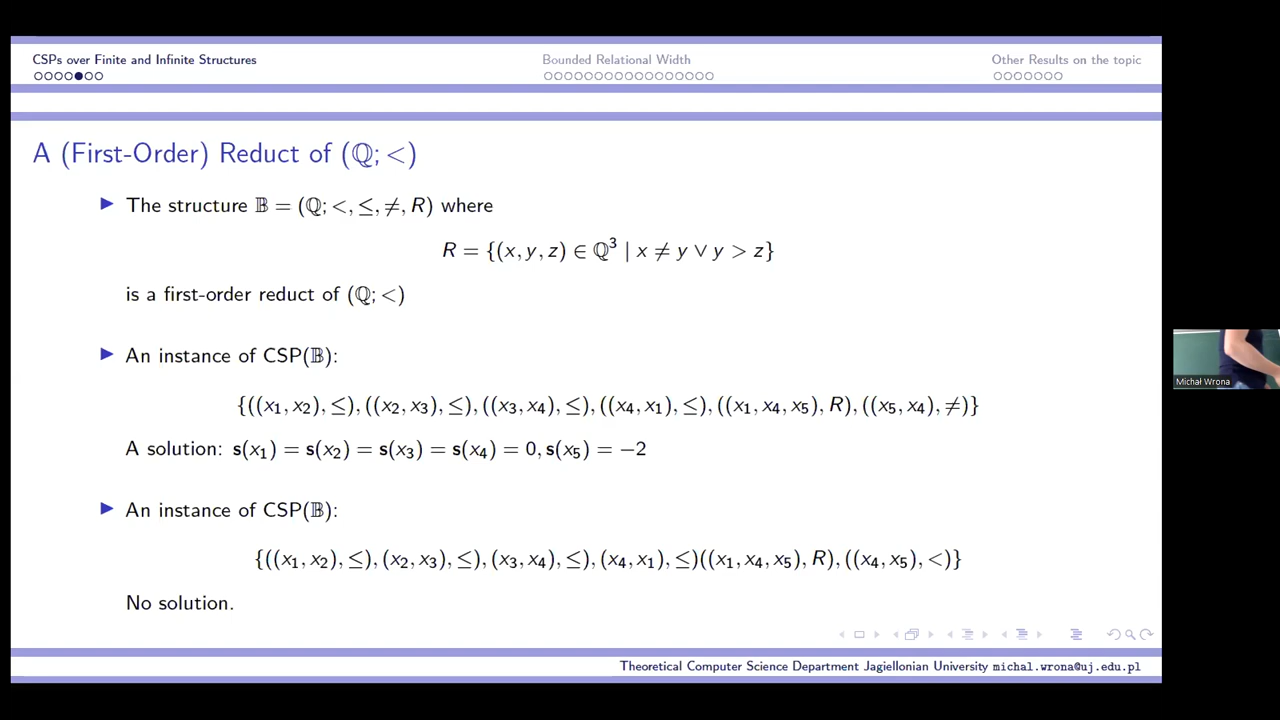 CSPs over Finite and Infinite Structures
Bounded Relational Width
Other Results on the topic
A (First-Order) Reduct of (ℚ; <)
The structure 𝔹 = (ℚ; <, ≤, ≠, R) where
R = {(x, y, z) ∈ ℚ³ | x ≠ y ∨ y > z}
is a first-order reduct of (ℚ; <)
An instance of CSP(𝔹):
{((x₁, x₂), ≤), ((x₂, x₃), ≤), ((x₃, x₄), ≤), ((x₄, x₁), ≤), ((x₁, x₄, x₅), R), ((x₅, x₄), ≠)}
A solution: s(x₁) = s(x₂) = s(x₃) = s(x₄) = 0, s(x₅) = −2
An instance of CSP(𝔹):
{((x₁, x₂), ≤), (x₂, x₃), ≤), (x₃, x₄), ≤), (x₄, x₁), ≤)((x₁, x₄, x₅), R), ((x₄, x₅), <)}
No solution.
Theoretical Computer Science Department Jagiellonian University michal.wrona@uj.edu.pl
Michał Wrona